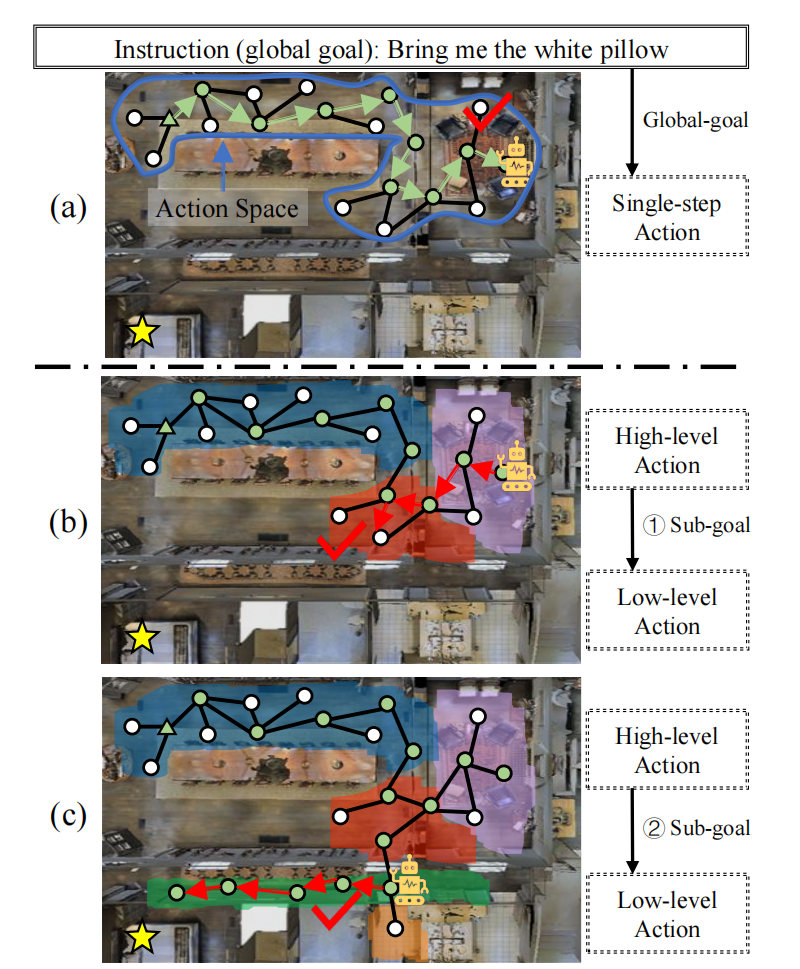 Instruction (global goal): Bring me the white pillow
Global-goal
(a)
Action Space
Single-step
Action
High-level
Action
(b)
① Sub-goal
Low-level
Action
High-level
Action
(c)
② Sub-goal
Low-level
Action